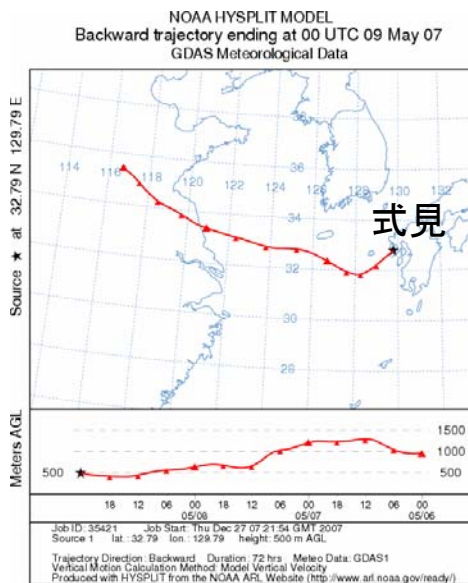 NOAA HYSPLIT MODEL
Backward trajectory ending at 00 UTC 09 May 07
GDAS Meteorological Data
Source ★ at 32.79 N 129.79 E
114 116 118 120 122 124 126 128 130 132
36
36
34
34
32
32
30
28
式見
Meters AGL
500
1500
1000
500
18 12 06 00 18 12 06 00 18 12 06 00
05/08 05/07 05/06
Job ID: 35421 Job Start: Thu Dec 27 07 21:54 GMT 2007
Source 1 lat.: 32.79 lon.: 129.79 height: 500 m AGL
Trajectory Direction: Backward Duration: 72 hrs Meteo Data: GDAS1
Vertical Motion Calculation Method: Model Vertical Velocity
Produced with HYSPLIT from the NOAA ARL Website (http://www.arl.noaa.gov/ready/)